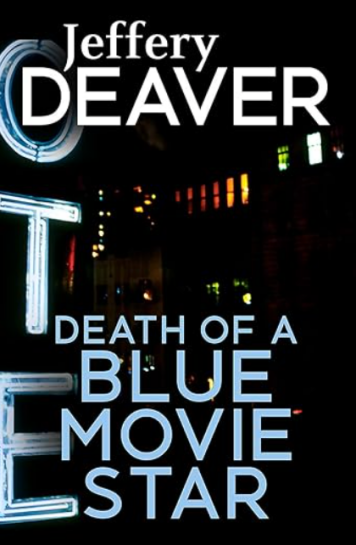 Jeffery
DEAVER
O
T
E
DEATH OF A
BLUE
MOVIE
STAR